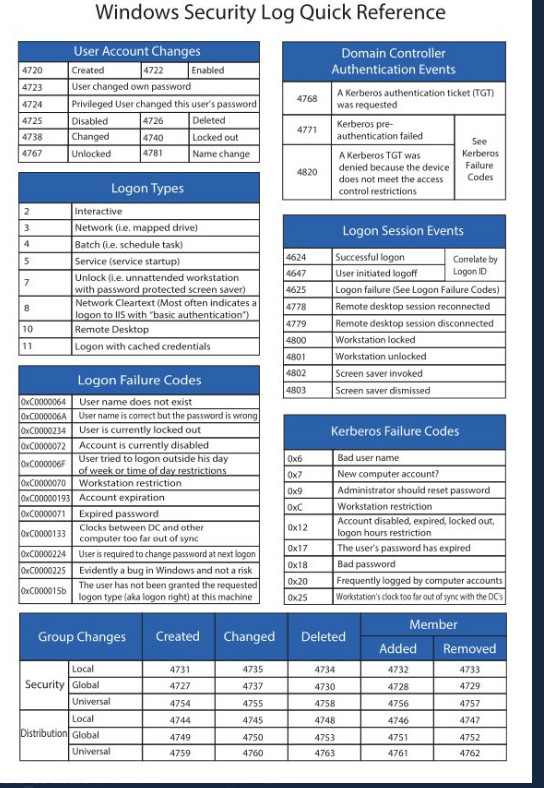 Windows Security Log Quick Reference
User Account Changes
4720 Created 4722 Enabled
4723 User changed own password
4724 Privileged User changed this user's password
4725 Disabled 4726 Deleted
4738 Changed 4740 Locked out
4767 Unlocked 4781 Name change
Domain Controller
Authentication Events
4768 A Kerberos authentication ticket (TGT)
was requested
4771 Kerberos pre-
authentication failed
4820 A Kerberos TGT was
denied because the device
does not meet the access
control restrictions
See
Kerberos
Failure
Codes
Logon Types
2 Interactive
3 Network (i.e. mapped drive)
4 Batch (i.e. schedule task)
5 Service (service startup)
7 Unlock (i.e. unnattended workstation
with password protected screen saver)
8 Network Cleartext (Most often indicates a
logon to IIS with "basic authentication")
10 Remote Desktop
11 Logon with cached credentials
Logon Session Events
4624 Successful logon
4647 User initiated logoff
Correlate by
Logon ID
4625 Logon failure (See Logon Failure Codes)
4778 Remote desktop session reconnected
4779 Remote desktop session disconnected
4800 Workstation locked
4801 Workstation unlocked
4802 Screen saver invoked
4803 Screen saver dismissed
Logon Failure Codes
0xC0000064 User name does not exist
0xC000006A User name is correct but the password is wrong
0xC0000234 User is currently locked out
0xC0000072 Account is currently disabled
0xC000006F User tried to logon outside his day
of week or time of day restrictions
0xC0000070 Workstation restriction
0xC00000193 Account expiration
0xC0000071 Expired password
0xC0000133 Clocks between DC and other
computer too far out of sync
0xC0000224 User is required to change password at next logon
0xC0000225 Evidently a bug in Windows and not a risk
0xC000015b The user has not been granted the requested
logon type (aka logon right) at this machine
Kerberos Failure Codes
0x6 Bad user name
0x7 New computer account?
0x9 Administrator should reset password
0xC Workstation restriction
0x12 Account disabled, expired, locked out,
logon hours restriction
0x17 The user's password has expired
0x18 Bad password
0x20 Frequently logged by computer accounts
0x25 Workstation's clock too far out of sync with the DC's
Group Changes Created Changed Deleted Member
Added Removed
Security Local 4731 4735 4734 4732 4733
Global 4727 4737 4730 4728 4729
Universal 4754 4755 4758 4756 4757
Distribution Local 4744 4745 4748 4746 4747
Global 4749 4750 4753 4751 4752
Universal 4759 4760 4763 4761 4762